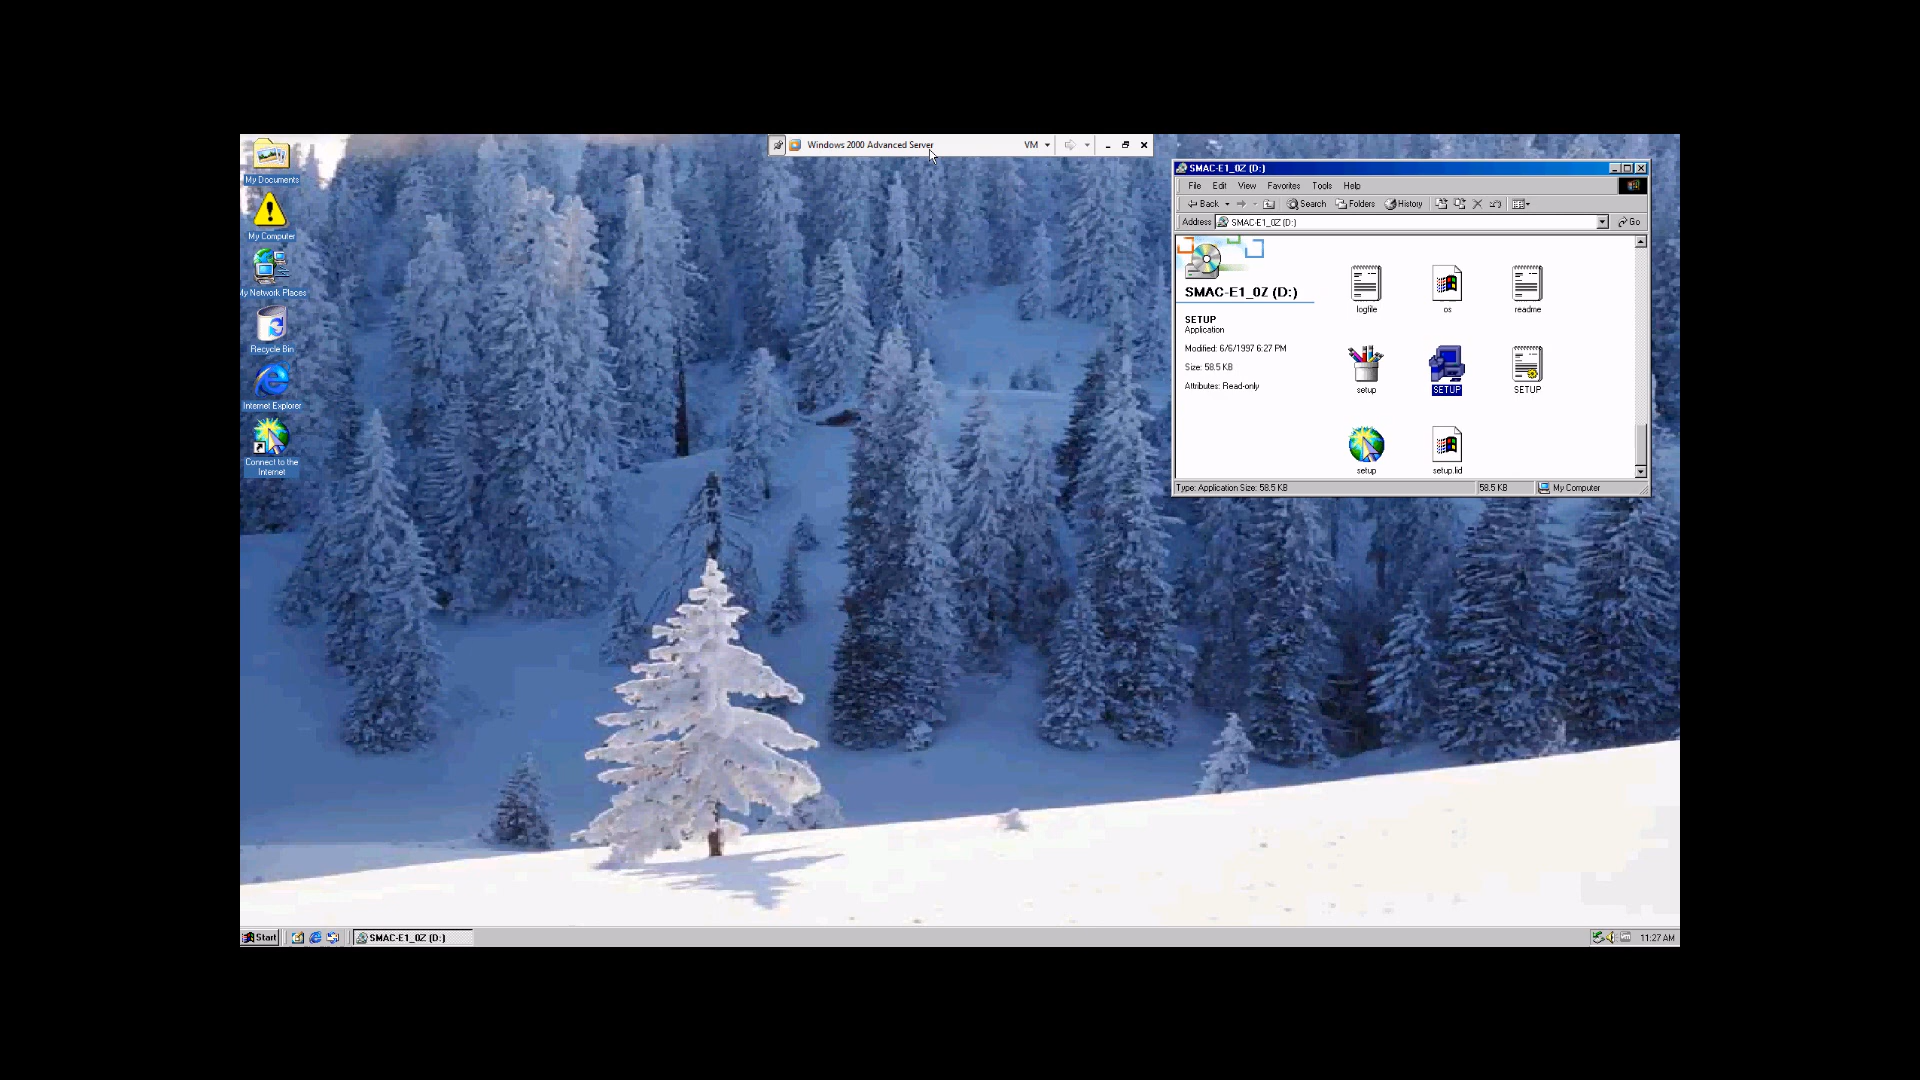 Windows 2000 Advanced Server
VM
My Documents
My Computer
My Network Places
Recycle Bin
Internet Explorer
Connect to the
Internet
SMAC-E1_0Z (D:)
File Edit View Favorites Tools Help
Back Search Folders History
Address SMAC-E1_0Z (D:) Go
SMAC-E1_0Z (D:)
SETUP
Application
Modified: 6/6/1997 6:27 PM
Size: 58.5 KB
Attributes: Read-only
logfile os readme
setup SETUP SETUP
setup setup.lid
Type: Application Size: 58.5 KB 58.5 KB My Computer
Start SMAC-E1_0Z (D:) 11:27 AM